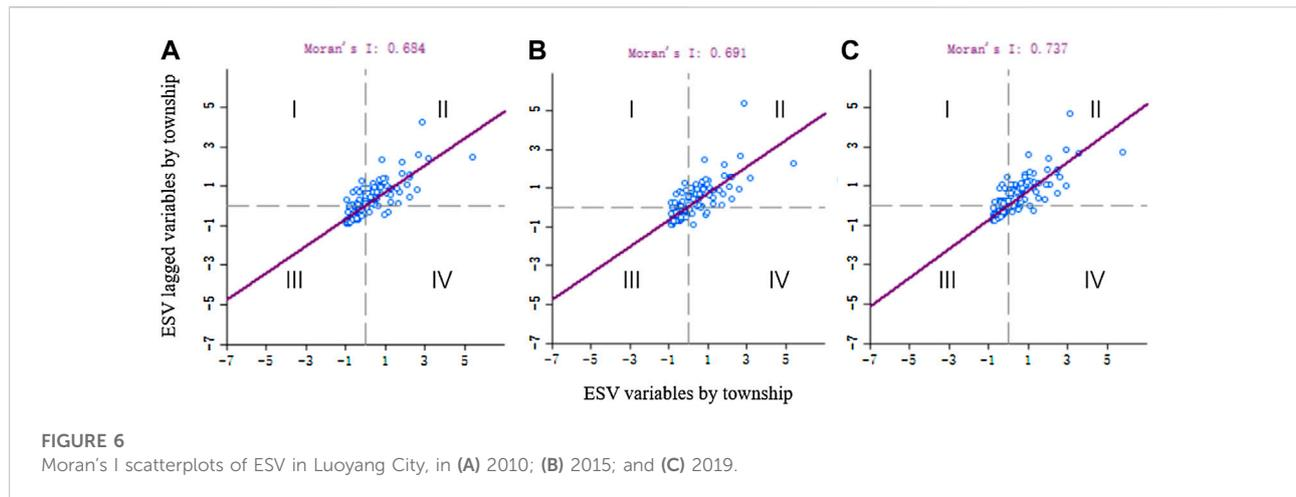 A
Moran's I: 0.684
B
Moran's I: 0.691
C
Moran's I: 0.737
ESV lagged variables by township
I II
III IV
5
3
1
-1
-3
-5
-7
-7 -5 -3 -1 1 3 5
I II
III IV
5
3
1
-1
-3
-5
-7
-7 -5 -3 -1 1 3 5
I II
III IV
5
3
1
-1
-3
-5
-7
-7 -5 -3 -1 1 3 5
ESV variables by township
FIGURE 6
Moran's I scatterplots of ESV in Luoyang City, in (A) 2010; (B) 2015; and (C) 2019.